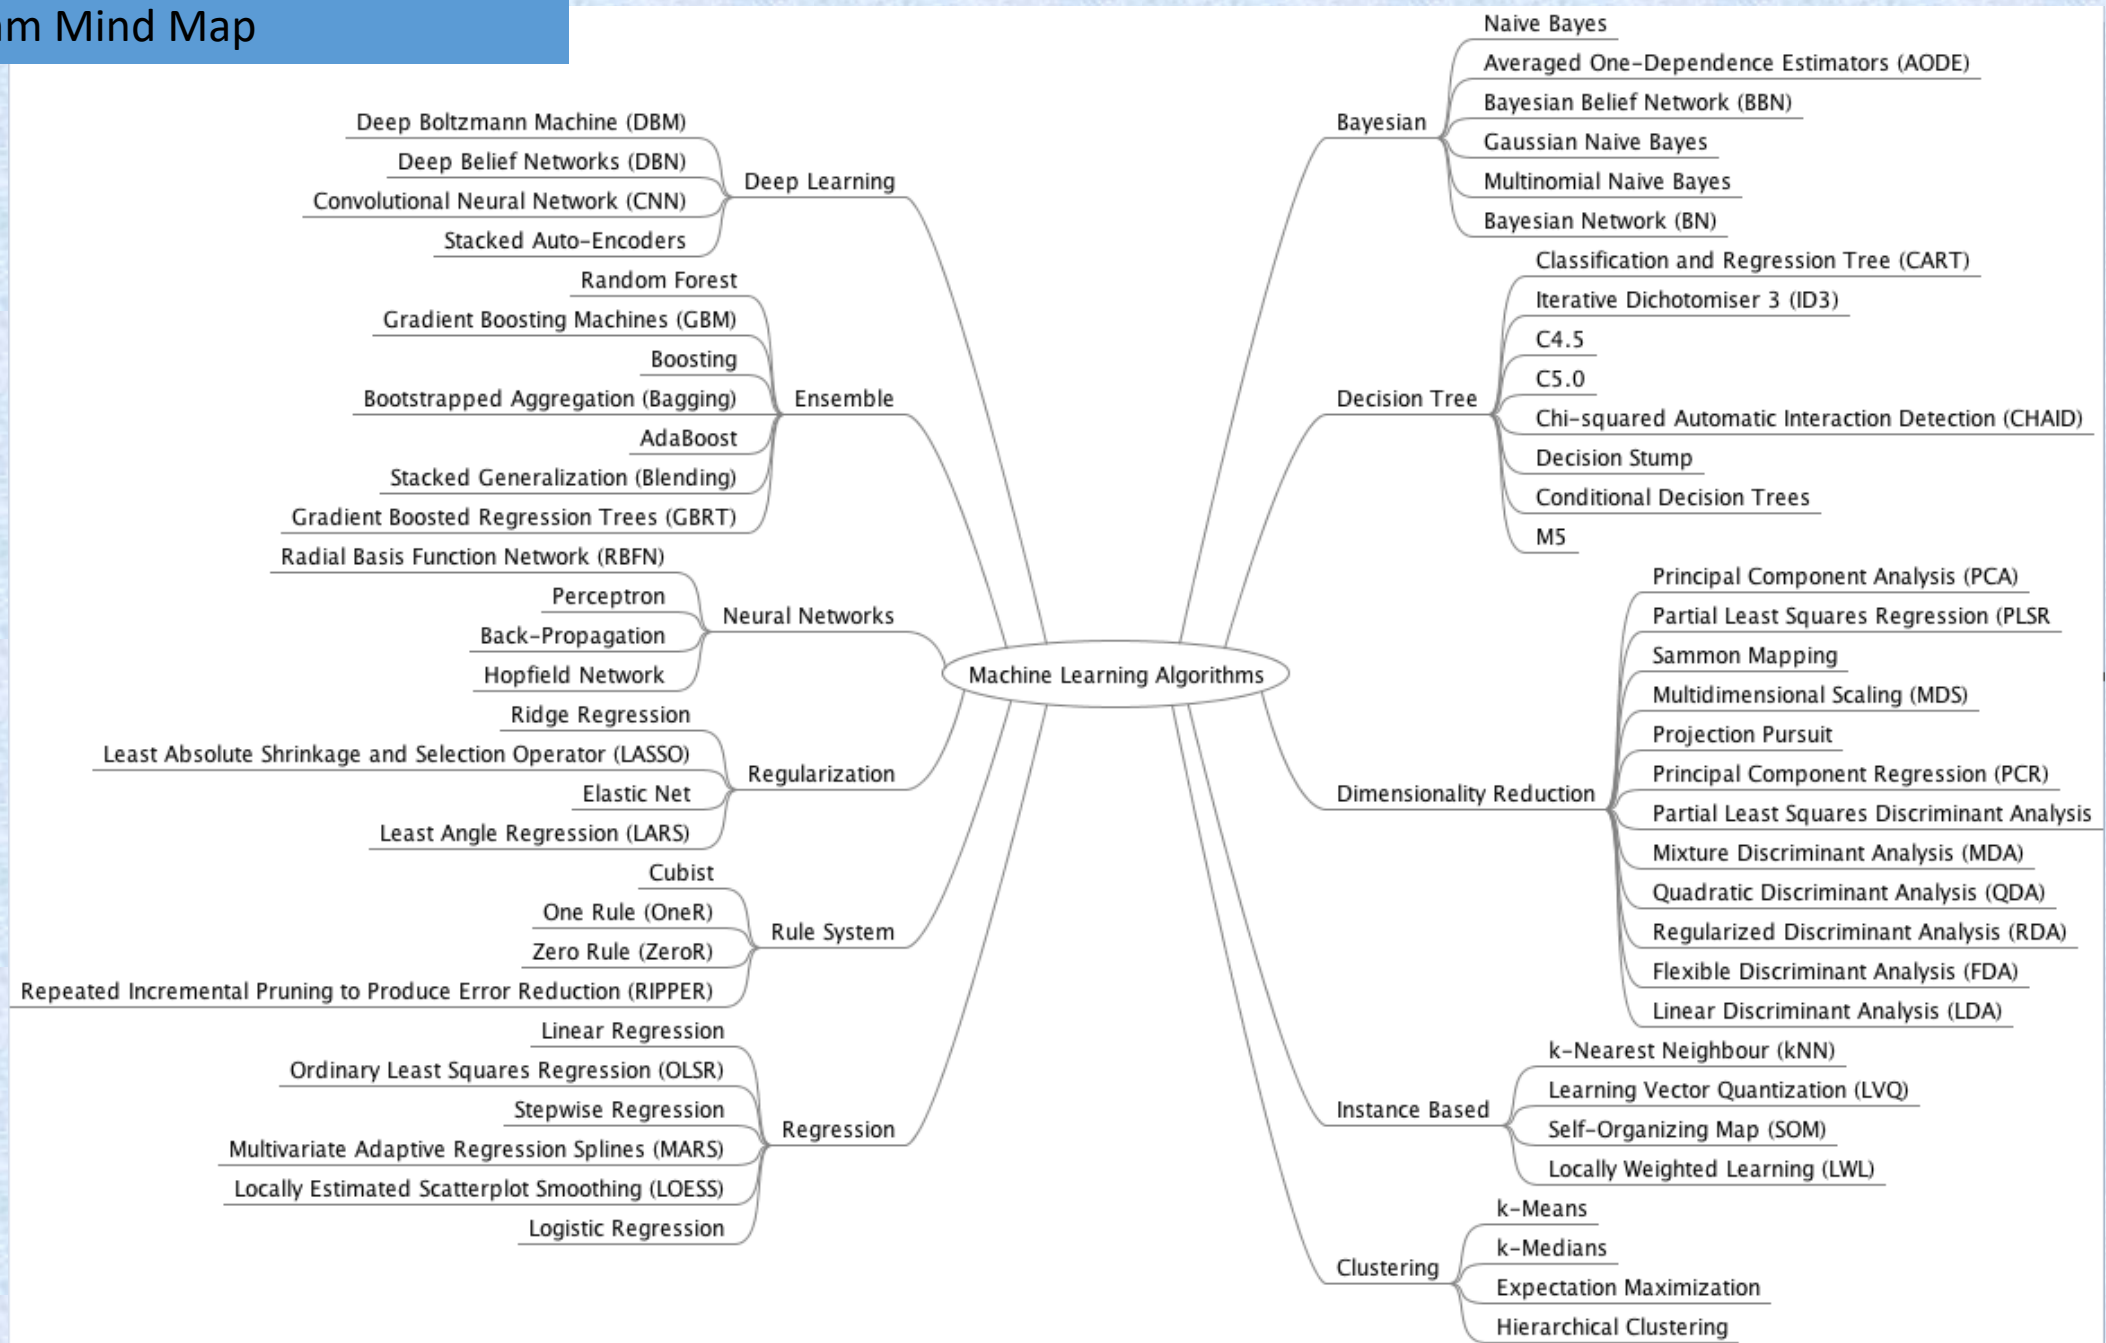 Mind Map
Deep Boltzmann Machine (DBM)
Deep Belief Networks (DBN)
Convolutional Neural Network (CNN)
Stacked Auto-Encoders
Deep Learning
Random Forest
Gradient Boosting Machines (GBM)
Boosting
Bootstrapped Aggregation (Bagging)
AdaBoost
Stacked Generalization (Blending)
Gradient Boosted Regression Trees (GBRT)
Ensemble
Radial Basis Function Network (RBFN)
Perceptron
Back-Propagation
Hopfield Network
Neural Networks
Ridge Regression
Least Absolute Shrinkage and Selection Operator (LASSO)
Elastic Net
Least Angle Regression (LARS)
Regularization
Cubist
One Rule (OneR)
Zero Rule (ZeroR)
Repeated Incremental Pruning to Produce Error Reduction (RIPPER)
Rule System
Linear Regression
Ordinary Least Squares Regression (OLSR)
Stepwise Regression
Multivariate Adaptive Regression Splines (MARS)
Locally Estimated Scatterplot Smoothing (LOESS)
Logistic Regression
Regression
Machine Learning Algorithms
Bayesian
Naive Bayes
Averaged One-Dependence Estimators (AODE)
Bayesian Belief Network (BBN)
Gaussian Naive Bayes
Multinomial Naive Bayes
Bayesian Network (BN)
Decision Tree
Classification and Regression Tree (CART)
Iterative Dichotomiser 3 (ID3)
C4.5
C5.0
Chi-squared Automatic Interaction Detection (CHAID)
Decision Stump
Conditional Decision Trees
M5
Dimensionality Reduction
Principal Component Analysis (PCA)
Partial Least Squares Regression (PLSR
Sammon Mapping
Multidimensional Scaling (MDS)
Projection Pursuit
Principal Component Regression (PCR)
Partial Least Squares Discriminant Analysis
Mixture Discriminant Analysis (MDA)
Quadratic Discriminant Analysis (QDA)
Regularized Discriminant Analysis (RDA)
Flexible Discriminant Analysis (FDA)
Linear Discriminant Analysis (LDA)
Instance Based
k-Nearest Neighbour (kNN)
Learning Vector Quantization (LVQ)
Self-Organizing Map (SOM)
Locally Weighted Learning (LWL)
Clustering
k-Means
k-Medians
Expectation Maximization
Hierarchical Clustering